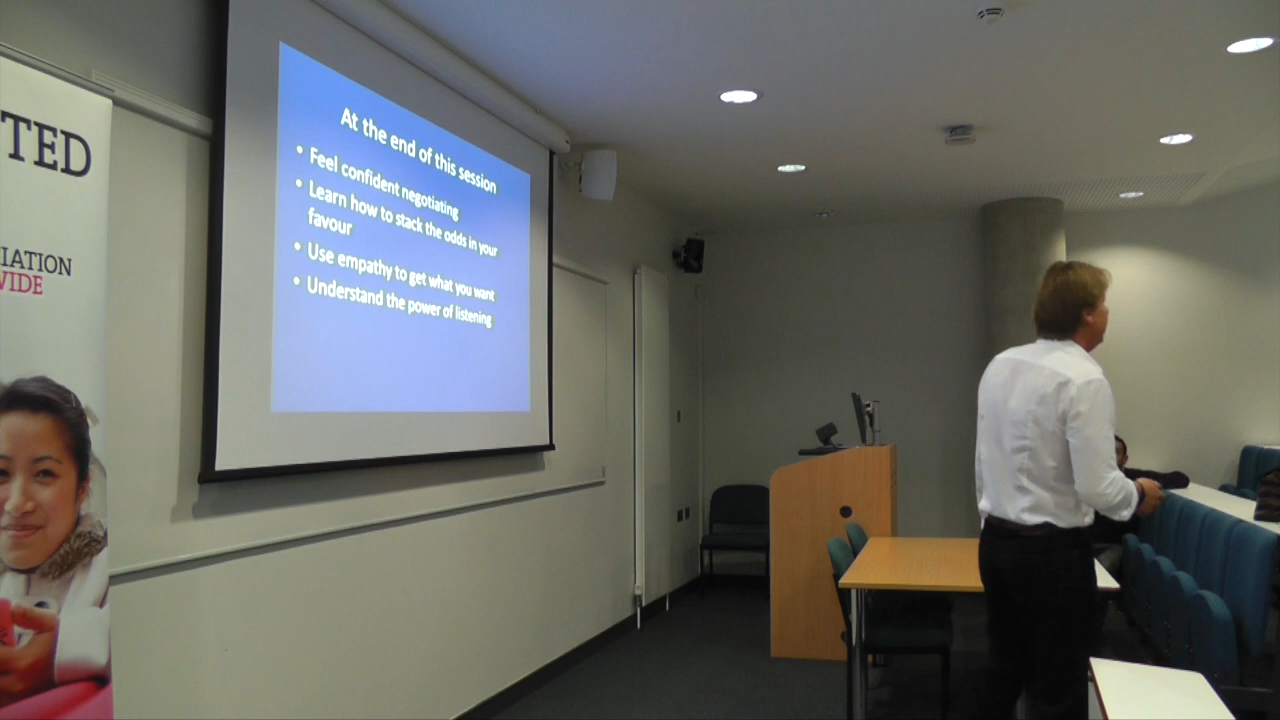 TED
IATION
VIDE
At the end of this session
• Feel confident negotiating
• Learn how to stack the odds in your
favour
• Use empathy to get what you want
• Understand the power of listening